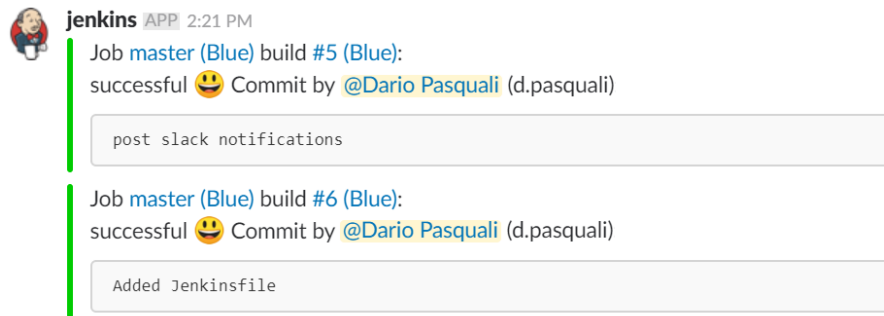 jenkins APP 2:21 PM
Job master (Blue) build #5 (Blue):
successful 😃 Commit by @Dario Pasquali (d.pasquali)
post slack notifications
Job master (Blue) build #6 (Blue):
successful 😃 Commit by @Dario Pasquali (d.pasquali)
Added Jenkinsfile